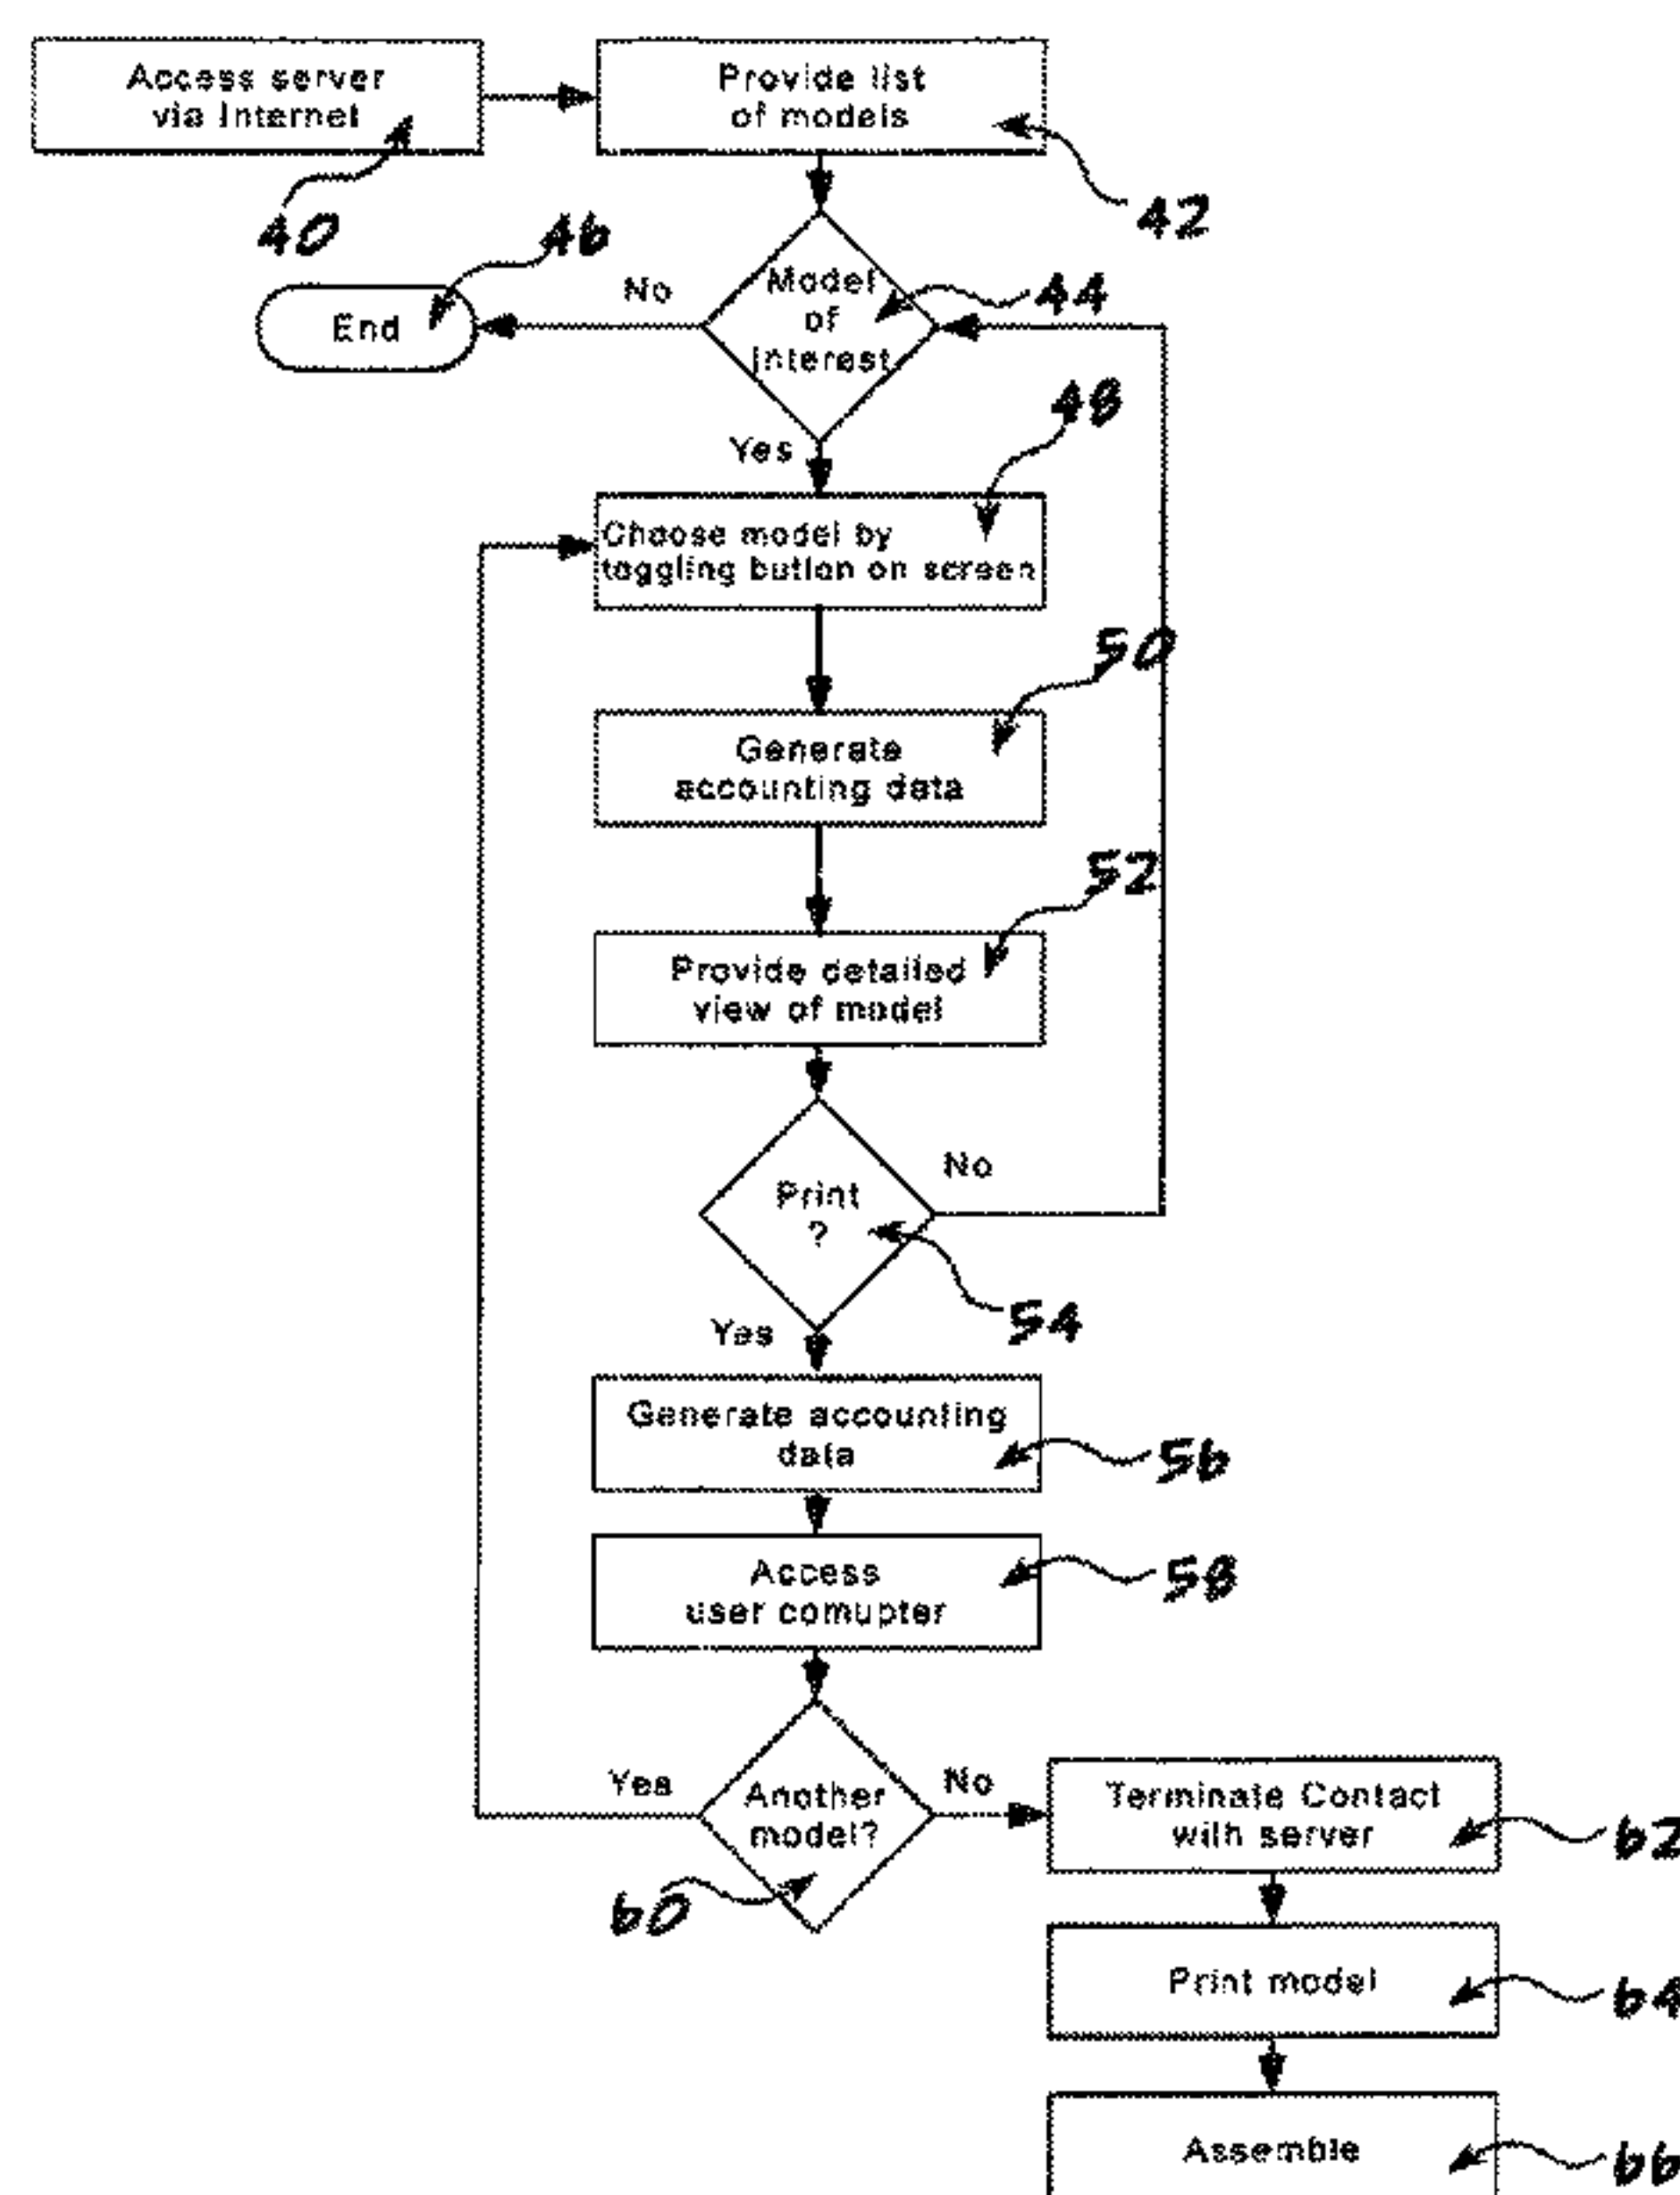 Access server
via Internet
40
Provide list
of models
42
Model
of
Interest
44
No
End
46
Yes
Choose model by
toggling button on screen
48
Generate
accounting data
50
Provide detailed
view of model
52
Print
?
54
No
Yes
Generate accounting
data
56
Access
user comupter
58
Another
model?
60
Yes
No
Terminate Contact
with server
62
Print model
64
Assemble
66